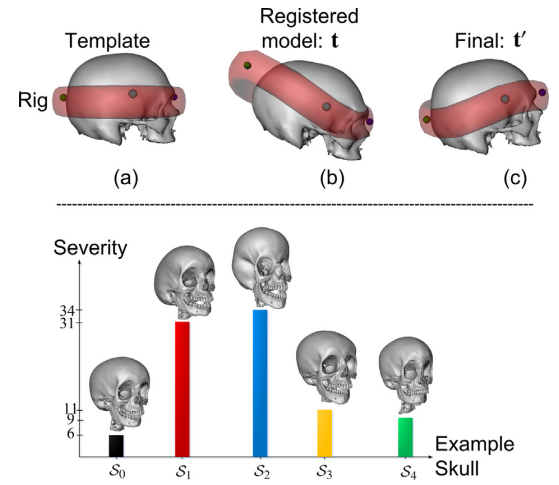 Template
Registered
model: t
Final: t′
Rig
(a)
(b)
(c)
Severity
34
31
11
9
6
S₀
S₁
S₂
S₃
S₄
Example
Skull